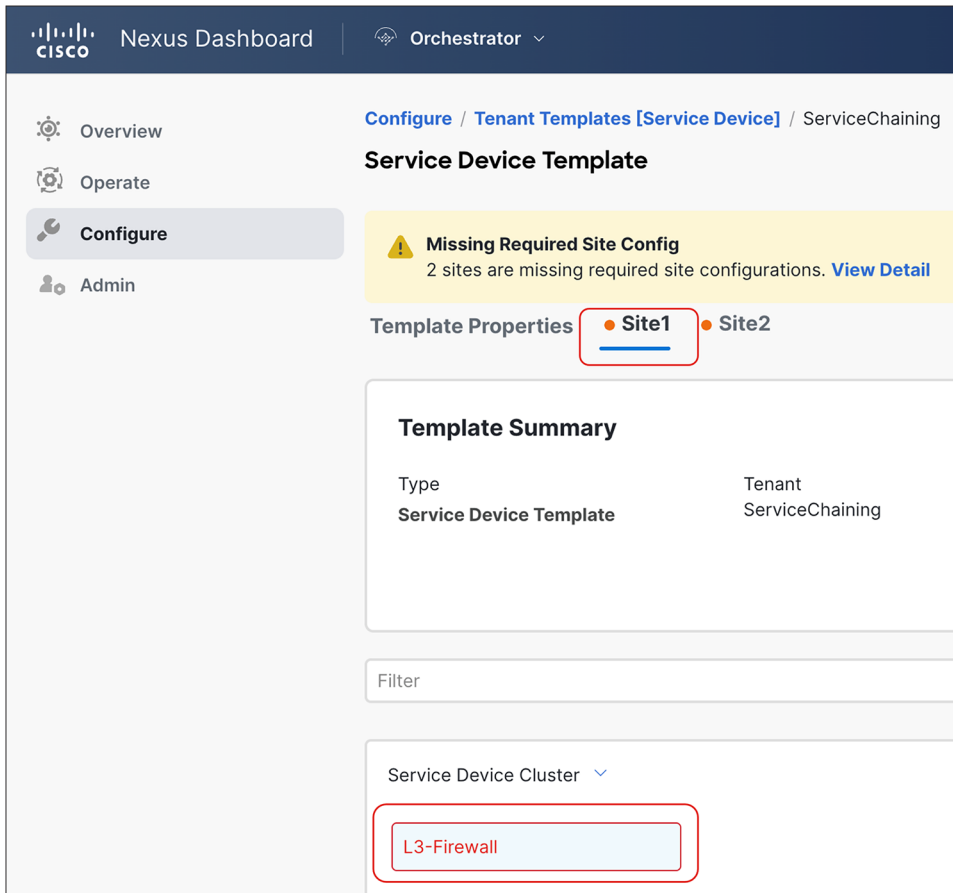 CISCO Nexus Dashboard Orchestrator
Overview
Operate
Configure
Admin
Configure / Tenant Templates [Service Device] / ServiceChaining
Service Device Template
Missing Required Site Config
2 sites are missing required site configurations. View Detail
Template Properties Site1 Site2
Template Summary
Type Tenant
Service Device Template ServiceChaining
Filter
Service Device Cluster
L3-Firewall